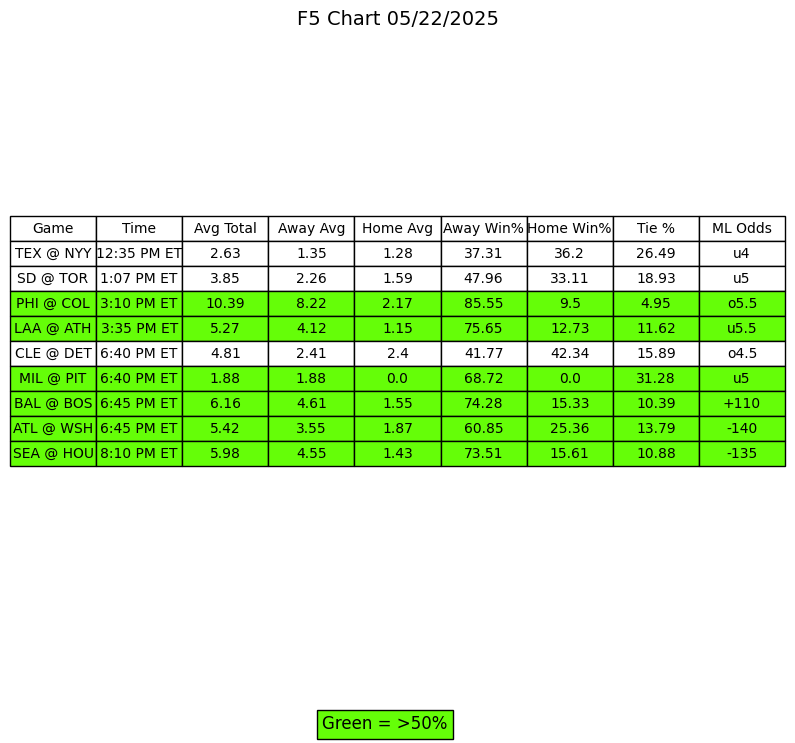 F5 Chart 05/22/2025
Game Time Avg Total Away Avg Home Avg Away Win% Home Win% Tie % ML Odds
TEX @ NYY 12:35 PM ET 2.63 1.35 1.28 37.31 36.2 26.49 u4
SD @ TOR 1:07 PM ET 3.85 2.26 1.59 47.96 33.11 18.93 u5
PHI @ COL 3:10 PM ET 10.39 8.22 2.17 85.55 9.5 4.95 o5.5
LAA @ ATH 3:35 PM ET 5.27 4.12 1.15 75.65 12.73 11.62 u5.5
CLE @ DET 6:40 PM ET 4.81 2.41 2.4 41.77 42.34 15.89 o4.5
MIL @ PIT 6:40 PM ET 1.88 1.88 0.0 68.72 0.0 31.28 u5
BAL @ BOS 6:45 PM ET 6.16 4.61 1.55 74.28 15.33 10.39 +110
ATL @ WSH 6:45 PM ET 5.42 3.55 1.87 60.85 25.36 13.79 -140
SEA @ HOU 8:10 PM ET 5.98 4.55 1.43 73.51 15.61 10.88 -135
Green = >50%